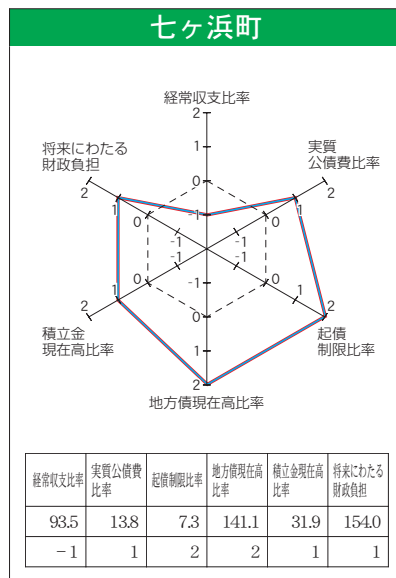 七ヶ浜町
経常収支比率
2
1
0
-1
実質
公債費比率
2
1
0
-1
起債
制限比率
2
1
0
-1
地方債現在高比率
2
1
0
-1
積立金
現在高比率
2
1
0
-1
将来にわたる
財政負担
2
1
0
-1
経常収支比率 実質公債費比率 起債制限比率 地方債現在高比率 積立金現在高比率 将来にわたる財政負担
93.5 13.8 7.3 141.1 31.9 154.0
－1 1 2 2 1 1